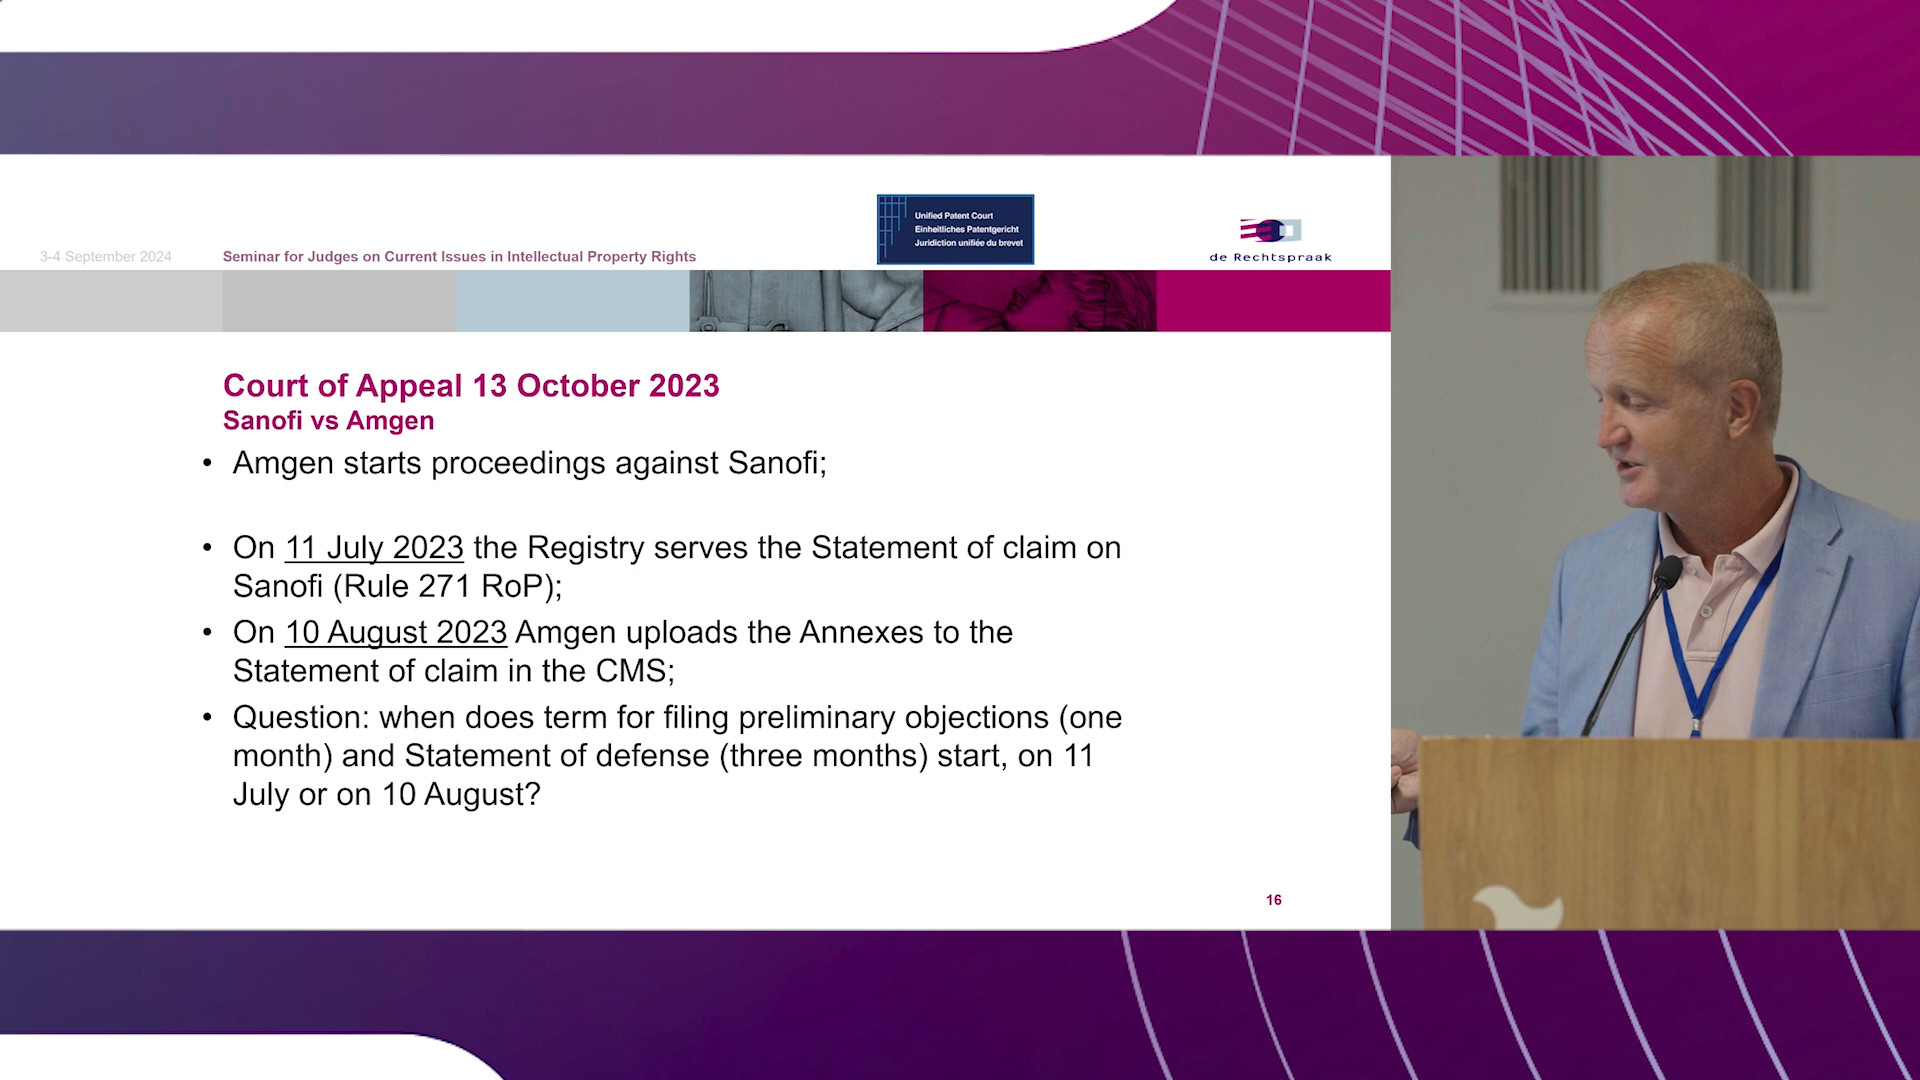 Unified Patent Court
Einheitliches Patentgericht
Juridiction unifiée du brevet
de Rechtspraak
3-4 September 2024
Seminar for Judges on Current Issues in Intellectual Property Rights
Court of Appeal 13 October 2023
Sanofi vs Amgen
• Amgen starts proceedings against Sanofi;
• On 11 July 2023 the Registry serves the Statement of claim on
Sanofi (Rule 271 RoP);
• On 10 August 2023 Amgen uploads the Annexes to the
Statement of claim in the CMS;
• Question: when does term for filing preliminary objections (one
month) and Statement of defense (three months) start, on 11
July or on 10 August?
16